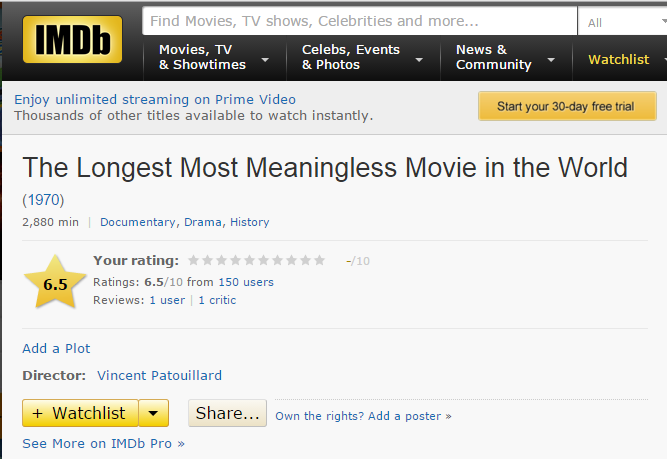 IMDb
Find Movies, TV shows, Celebrities and more...
All
Movies, TV
& Showtimes
Celebs, Events
& Photos
News &
Community
Watchlist
Enjoy unlimited streaming on Prime Video
Thousands of other titles available to watch instantly.
Start your 30-day free trial
The Longest Most Meaningless Movie in the World
(1970)
2,880 min | Documentary, Drama, History
6.5
Your rating: -/10
Ratings: 6.5/10 from 150 users
Reviews: 1 user | 1 critic
Add a Plot
Director: Vincent Patouillard
+ Watchlist
Share...
Own the rights? Add a poster »
See More on IMDb Pro »